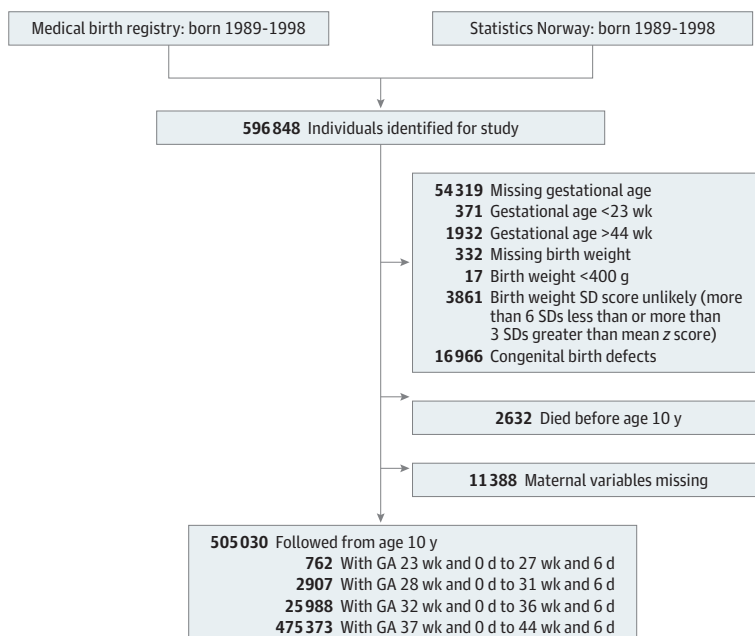 Medical birth registry: born 1989-1998
Statistics Norway: born 1989-1998
596848 Individuals identified for study
54319 Missing gestational age
371 Gestational age <23 wk
1932 Gestational age >44 wk
332 Missing birth weight
17 Birth weight <400 g
3861 Birth weight SD score unlikely (more
than 6 SDs less than or more than
3 SDs greater than mean z score)
16966 Congenital birth defects
2632 Died before age 10 y
11388 Maternal variables missing
505030 Followed from age 10 y
762 With GA 23 wk and 0 d to 27 wk and 6 d
2907 With GA 28 wk and 0 d to 31 wk and 6 d
25988 With GA 32 wk and 0 d to 36 wk and 6 d
475373 With GA 37 wk and 0 d to 44 wk and 6 d